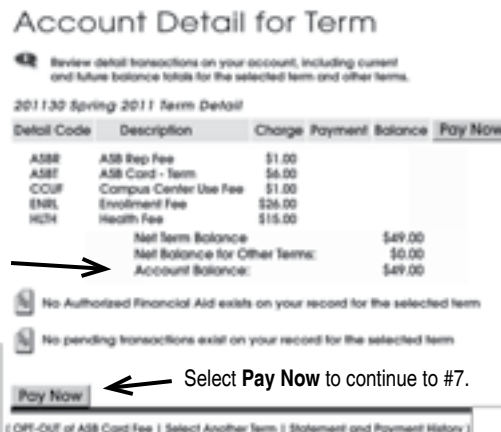 Account Detail for Term
Review detail transactions on your account, including current
and future balance totals for the selected term and other terms.
201130 Spring 2011 Term Detail
Detail Code Description Charge Payment Balance Pay Now
ASBR ASB Rep Fee $1.00
ASBT ASB Card - Term $6.00
CCUF Campus Center Use Fee $1.00
ENRL Enrollment Fee $26.00
HLTH Health Fee $15.00
Net Term Balance $49.00
Net Balance for Other Terms: $0.00
Account Balance: $49.00
No Authorized Financial Aid exists on your record for the selected term
No pending transactions exist on your record for the selected term
Select Pay Now to continue to #7.
Pay Now
[ OPT-OUT of ASB Card Fee | Select Another Term | Statement and Payment History ]